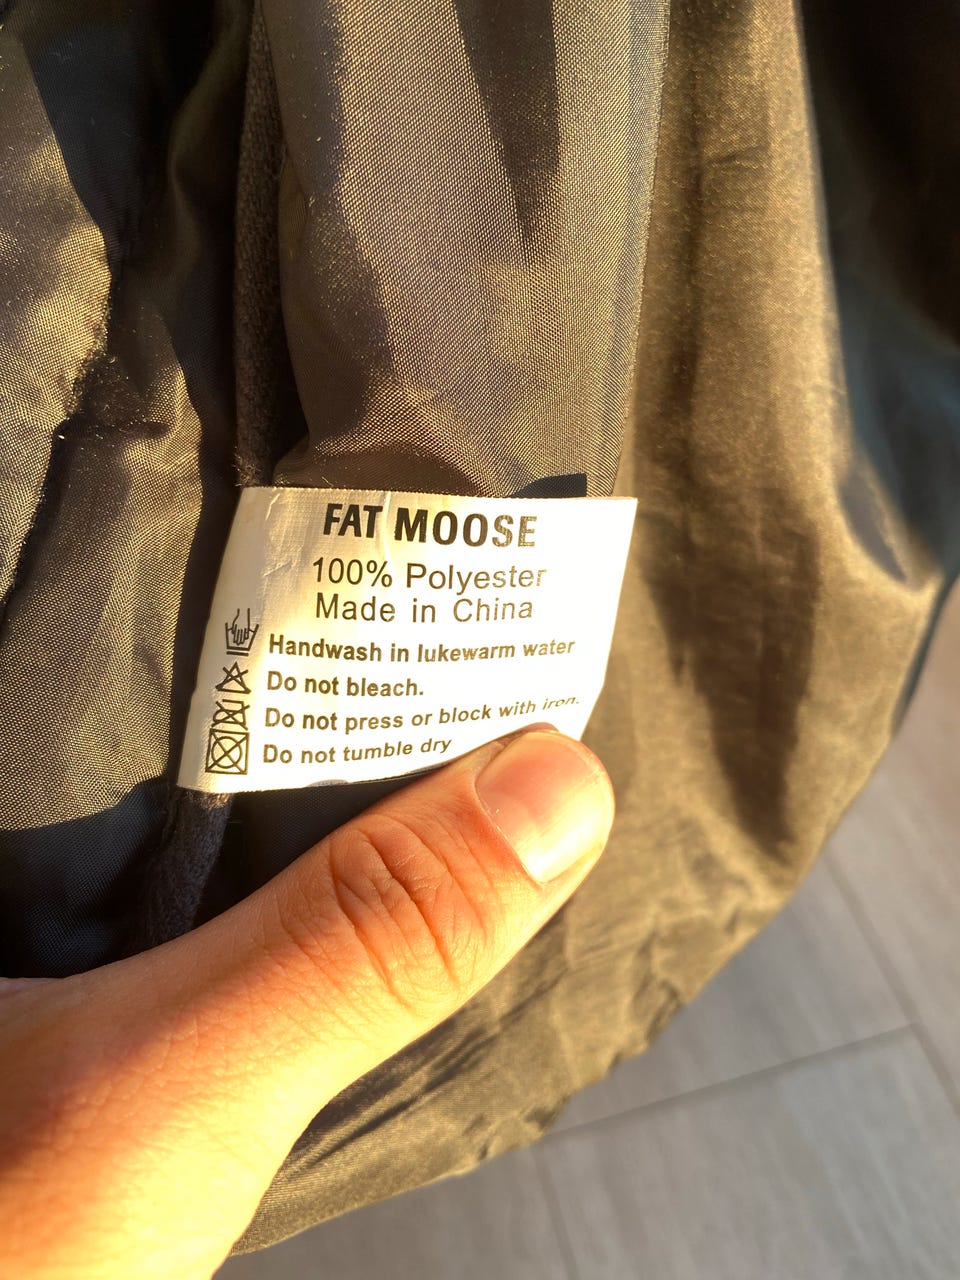 FAT MOOSE
100% Polyester
Made in China
Handwash in lukewarm water
Do not bleach.
Do not press or block with iron.
Do not tumble dry